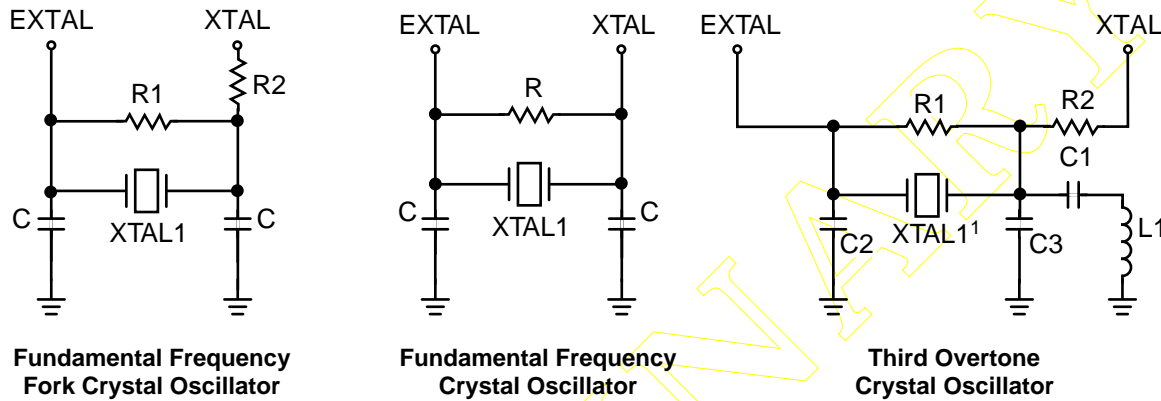 EXTAL
XTAL
R2
R1
C
C
XTAL1
Fundamental Frequency
Fork Crystal Oscillator
EXTAL
XTAL
R
C
C
XTAL1
Fundamental Frequency
Crystal Oscillator
EXTAL
XTAL
R1
R2
C1
C2
XTAL1¹
C3
L1
Third Overtone
Crystal Oscillator